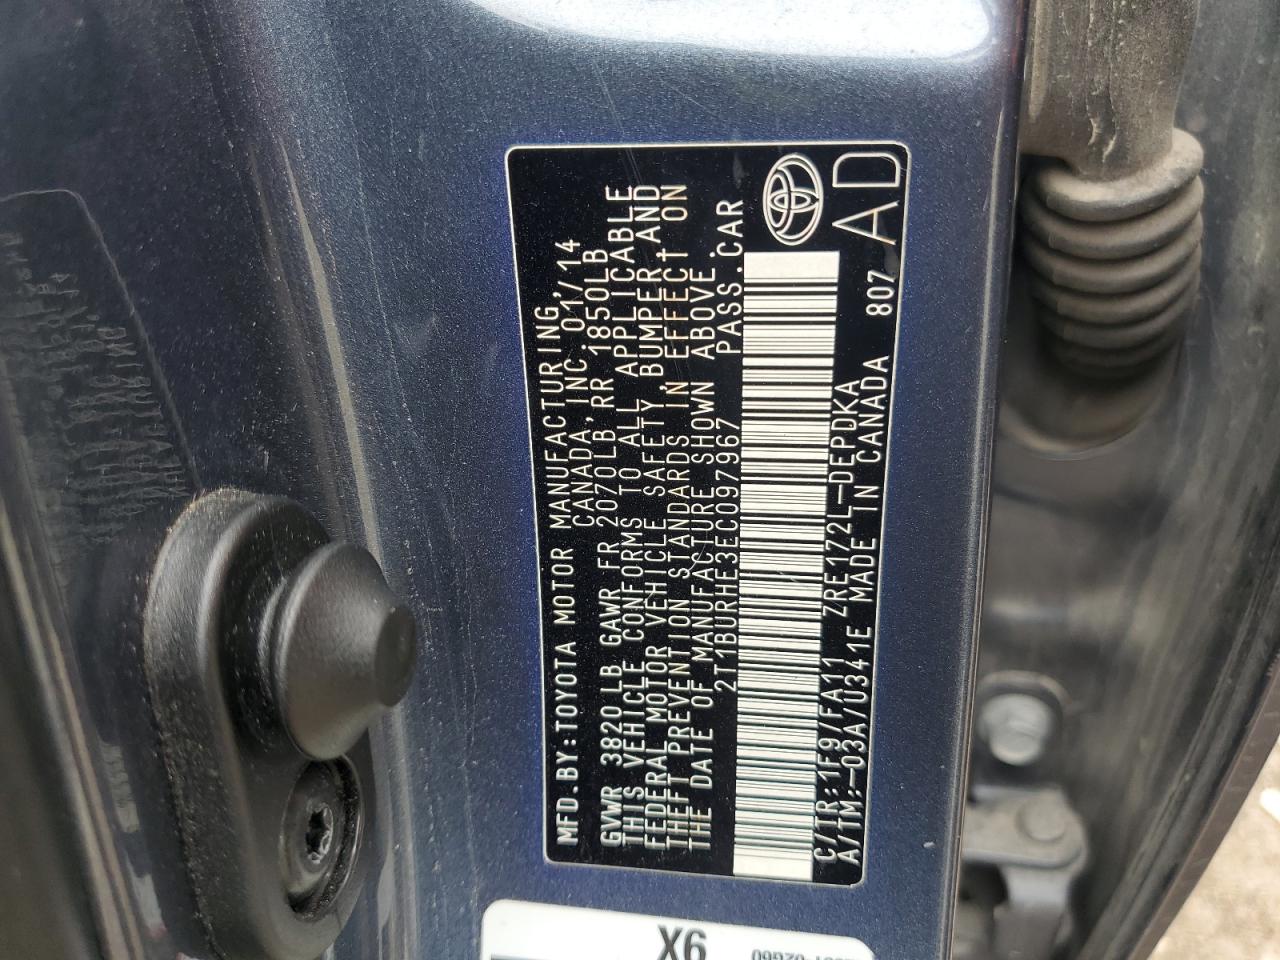 MFD.BY:TOYOTA MOTOR MANUFACTURING,
CANADA, INC. 01/14
GVWR 3820 LB GAWR FR 2070LB RR 1850LB
THIS VEHICLE CONFORMS TO ALL APPLICABLE
FEDERAL MOTOR VEHICLE SAFETY, BUMPER AND
THEFT PREVENTION STANDARDS IN EFFECT ON
THE DATE OF MANUFACTURE SHOWN ABOVE.
2T1BURHE3EC097967 PASS.CAR
C/TR:1F9/FA11 ZRE172L-DEPDKA
A/TM:-03A/U341E MADE IN CANADA 807
AD
X6